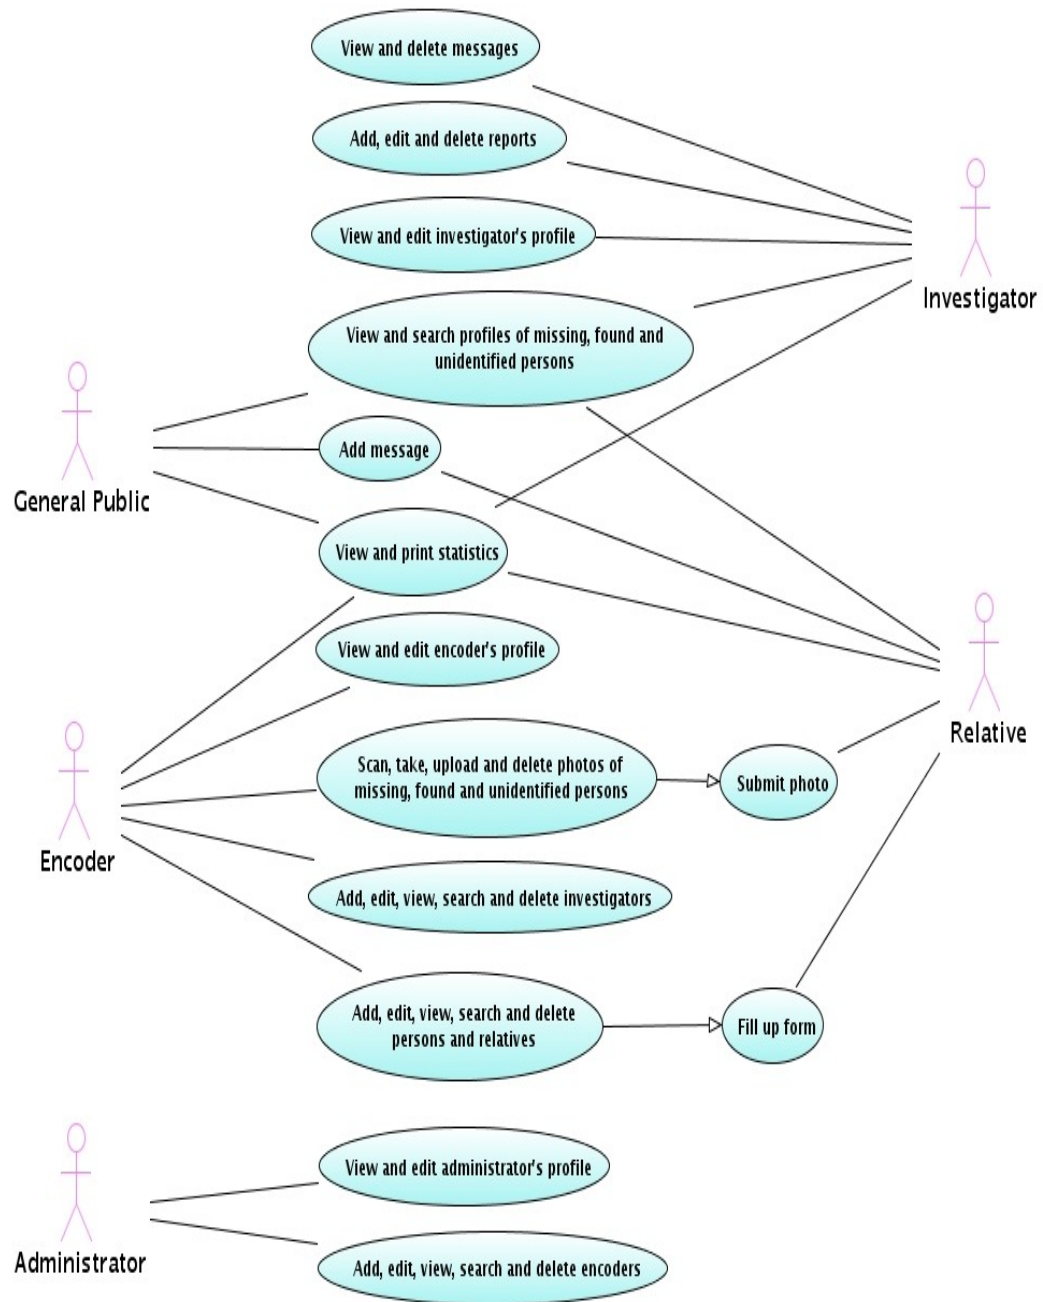 View and delete messages
Add, edit and delete reports
View and edit investigator's profile
Investigator
View and search profiles of missing, found and
unidentified persons
General Public
Add message
View and print statistics
View and edit encoder's profile
Relative
Scan, take, upload and delete photos of
missing, found and unidentified persons
Submit photo
Encoder
Add, edit, view, search and delete investigators
Add, edit, view, search and delete
persons and relatives
Fill up form
View and edit administrator's profile
Administrator
Add, edit, view, search and delete encoders